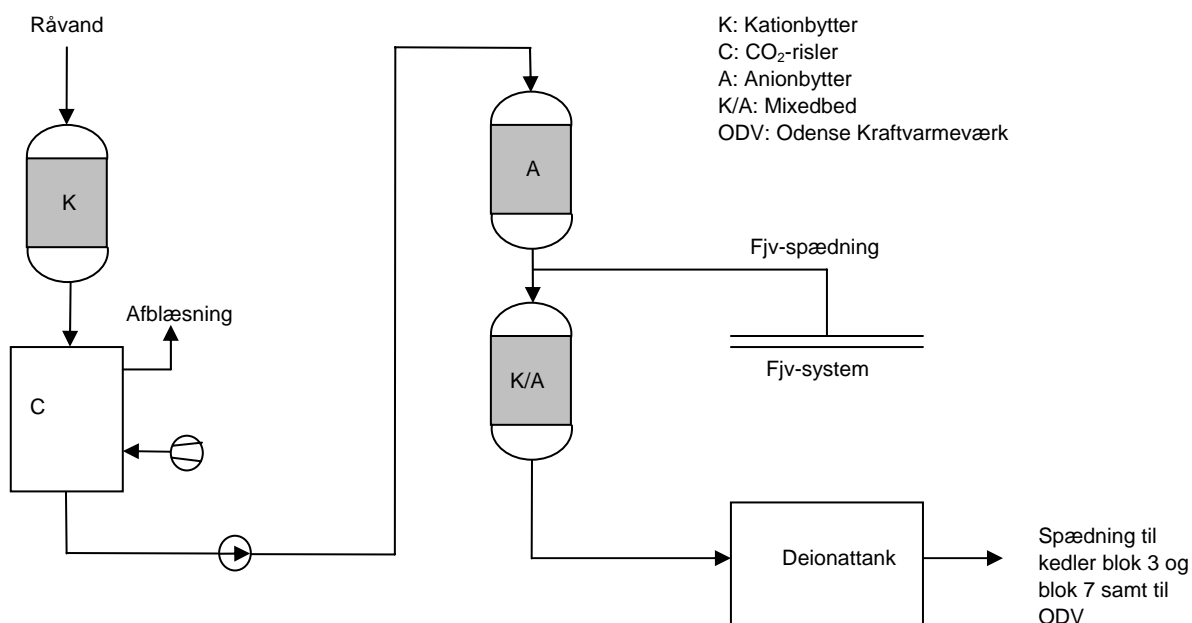 Råvand
K: Kationbytter
C: CO₂-risler
A: Anionbytter
K/A: Mixedbed
ODV: Odense Kraftvarmeværk
K
A
Fjv-spædning
Afblæsning
Fjv-system
K/A
C
Deionattank
Spædning til
kedler blok 3 og
blok 7 samt til
ODV